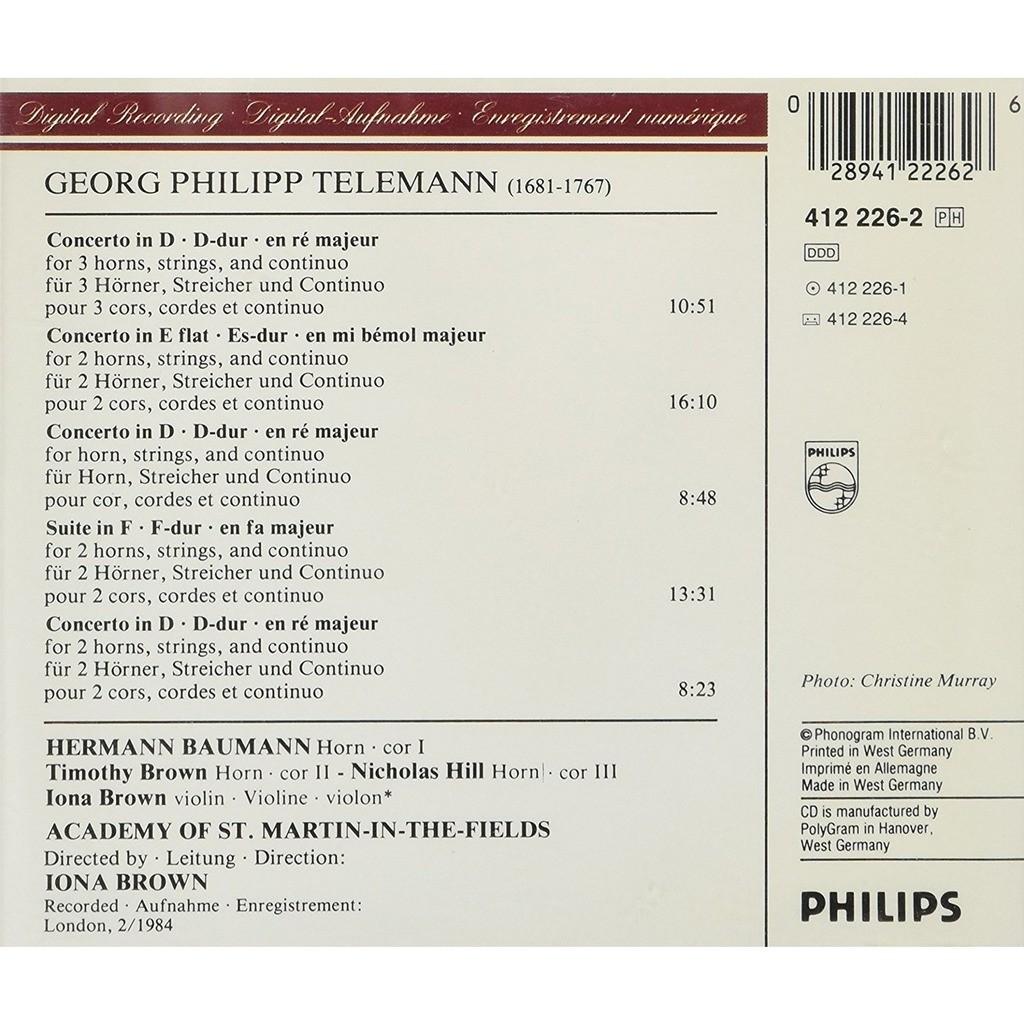 Digital Recording · Digital-Aufnahme · Enregistrement numérique
GEORG PHILIPP TELEMANN (1681-1767)
Concerto in D · D-dur · en ré majeur
for 3 horns, strings, and continuo
für 3 Hörner, Streicher und Continuo
pour 3 cors, cordes et continuo 10:51
Concerto in E flat · Es-dur · en mi bémol majeur
for 2 horns, strings, and continuo
für 2 Hörner, Streicher und Continuo
pour 2 cors, cordes et continuo 16:10
Concerto in D · D-dur · en ré majeur
for horn, strings, and continuo
für Horn, Streicher und Continuo
pour cor, cordes et continuo 8:48
Suite in F · F-dur · en fa majeur
for 2 horns, strings, and continuo
für 2 Hörner, Streicher und Continuo
pour 2 cors, cordes et continuo 13:31
Concerto in D · D-dur · en ré majeur
for 2 horns, strings, and continuo
für 2 Hörner, Streicher und Continuo
pour 2 cors, cordes et continuo 8:23
HERMANN BAUMANN Horn · cor I
Timothy Brown Horn · cor II - Nicholas Hill Horn · cor III
Iona Brown violin · Violine · violon*
ACADEMY OF ST. MARTIN-IN-THE-FIELDS
Directed by · Leitung · Direction:
IONA BROWN
Recorded · Aufnahme · Enregistrement:
London, 2/1984
0 28941 22262 6
412 226-2 PH
DDD
412 226-1
412 226-4
PHILIPS
Photo: Christine Murray
© Phonogram International B.V.
Printed in West Germany
Imprimé en Allemagne
Made in West Germany
CD is manufactured by
PolyGram in Hanover,
West Germany
PHILIPS